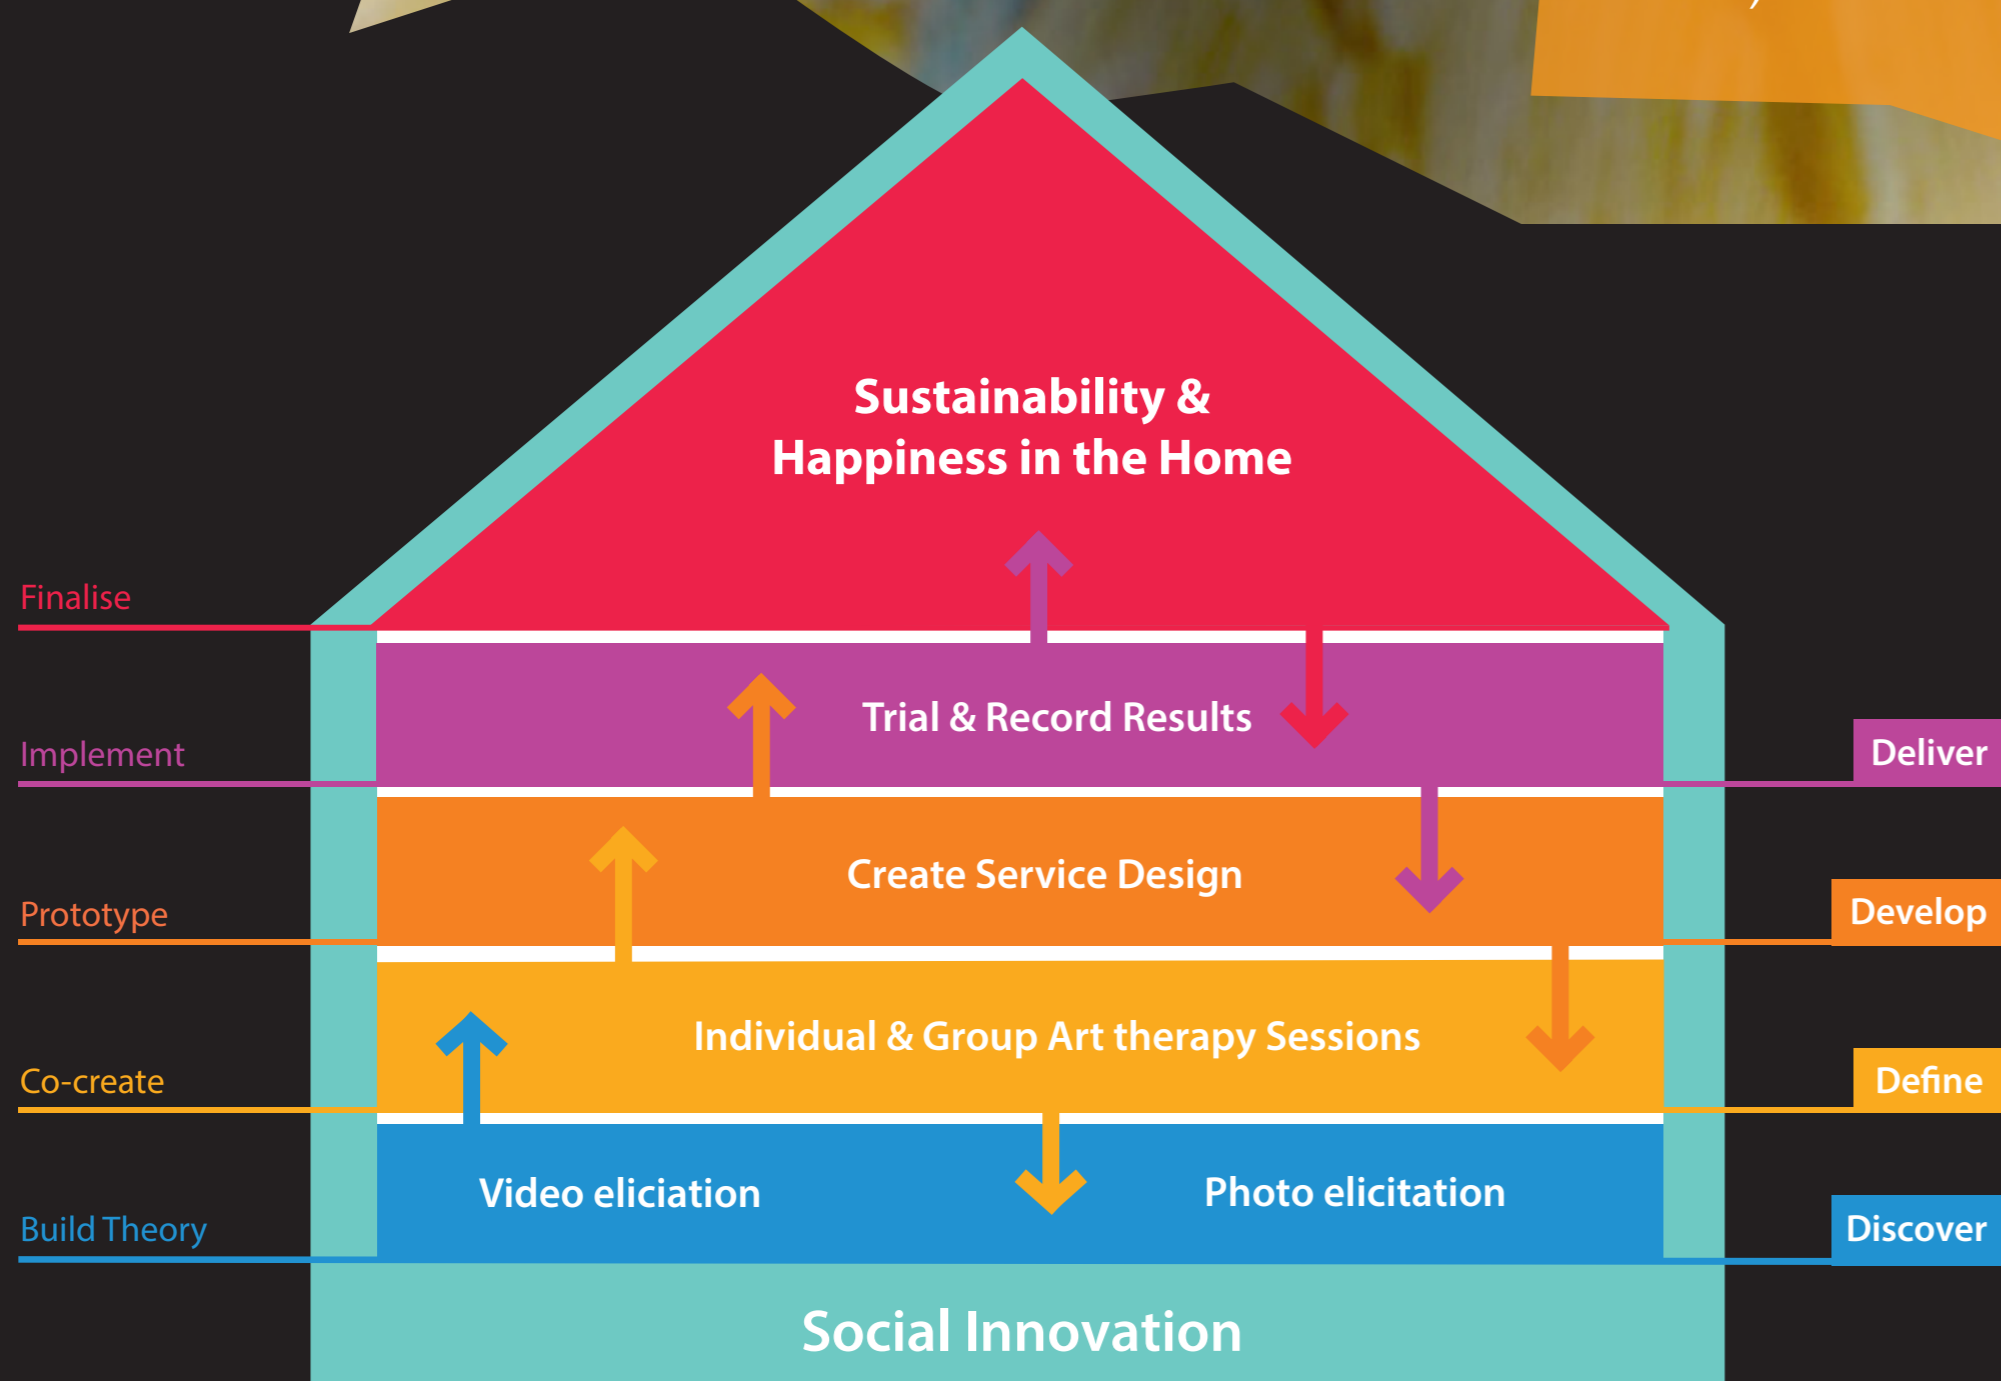 Sustainability &
Happiness in the Home
Finalise
Trial & Record Results
Implement
Deliver
Create Service Design
Prototype
Develop
Individual & Group Art therapy Sessions
Co-create
Define
Video eliciation
Photo elicitation
Build Theory
Discover
Social Innovation